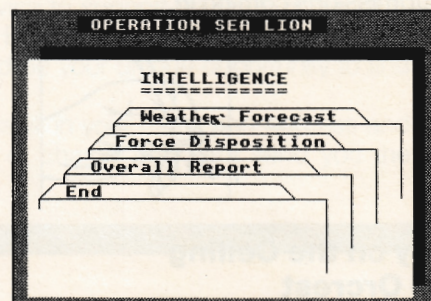 OPERATION SEA LION
INTELLIGENCE
============
Weather Forecast
Force Disposition
Overall Report
End